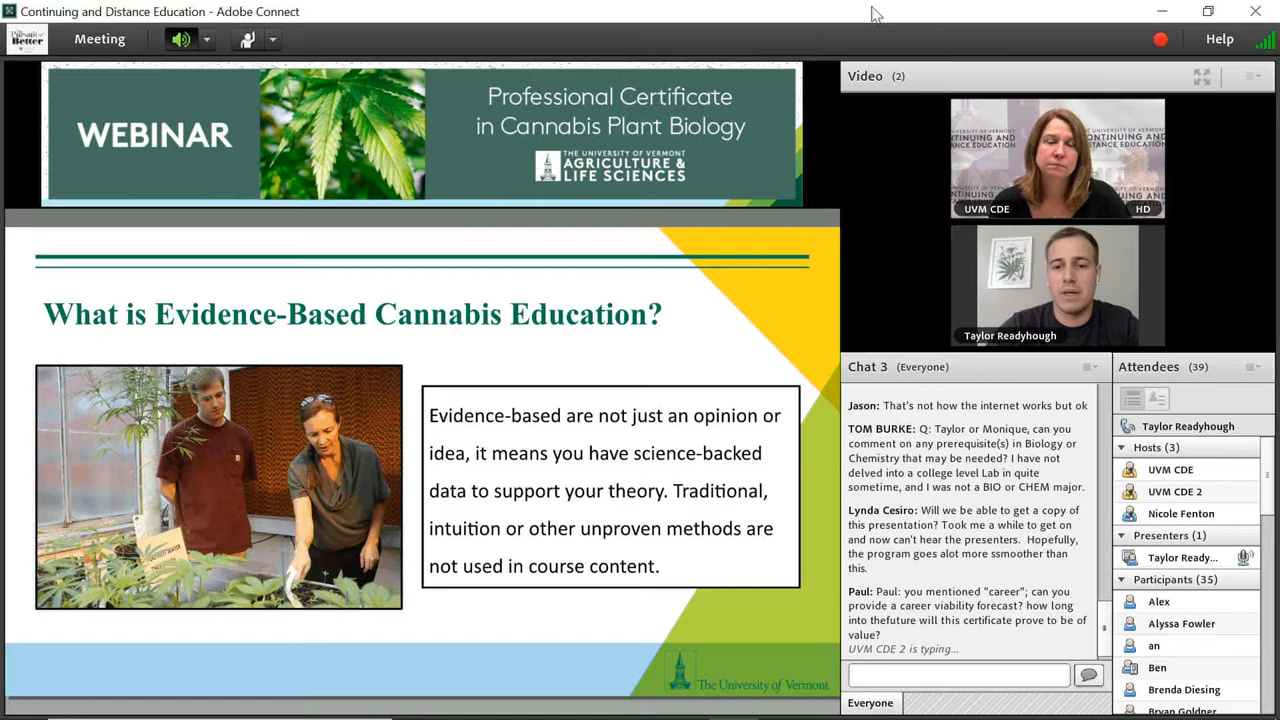 Continuing and Distance Education - Adobe Connect
The Pursuit of
Better
Meeting
Help
WEBINAR
Professional Certificate
in Cannabis Plant Biology
THE UNIVERSITY OF VERMONT
AGRICULTURE &
LIFE SCIENCES
What is Evidence-Based Cannabis Education?
Evidence-based are not just an opinion or
idea, it means you have science-backed
data to support your theory. Traditional,
intuition or other unproven methods are
not used in course content.
The University of Vermont
Video (2)
UVM CDE
HD
Taylor Readyhough
Chat 3 (Everyone)
Jason: That's not how the internet works but ok
TOM BURKE: Q: Taylor or Monique, can you
comment on any prerequisite(s) in Biology or
Chemistry that may be needed? I have not
delved into a college level Lab in quite
sometime, and I was not a BIO or CHEM major.
Lynda Cesiro: Will we be able to get a copy of
this presentation? Took me a while to get on
and now can't hear the presenters. Hopefully,
the program goes alot more ssmoother than
this.
Paul: Paul: you mentioned "career"; can you
provide a career viability forecast? how long
into thefuture will this certificate prove to be of
value?
UVM CDE 2 is typing...
Everyone
Attendees (39)
Taylor Readyhough
Hosts (3)
UVM CDE
UVM CDE 2
Nicole Fenton
Presenters (1)
Taylor Ready...
Participants (35)
Alex
Alyssa Fowler
an
Ben
Brenda Diesing
Bryan Goldner